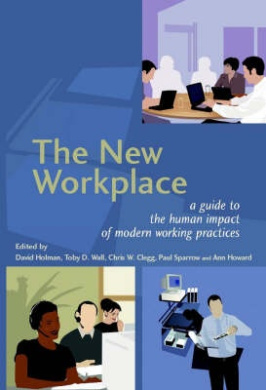 The New
Workplace
a guide to
the human impact
of modern working practices
Edited by
David Holman, Toby D. Wall, Chris W. Clegg, Paul Sparrow and Ann Howard